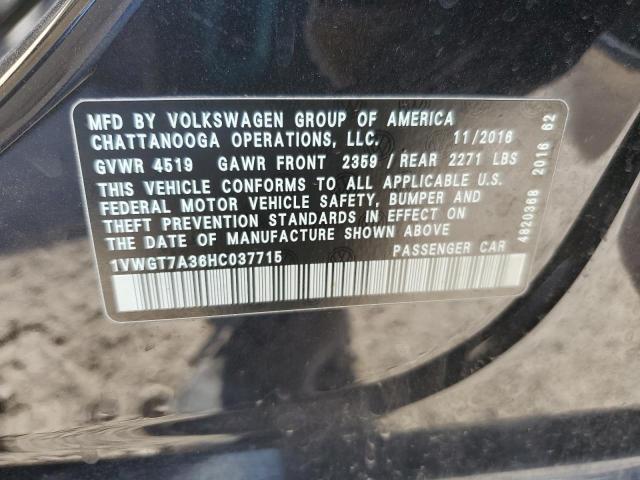 MFD BY VOLKSWAGEN GROUP OF AMERICA
CHATTANOOGA OPERATIONS, LLC. 11/2016
GVWR 4519 GAWR FRONT 2359 / REAR 2271 LBS
THIS VEHICLE CONFORMS TO ALL APPLICABLE U.S.
FEDERAL MOTOR VEHICLE SAFETY, BUMPER AND
THEFT PREVENTION STANDARDS IN EFFECT ON
THE DATE OF MANUFACTURE SHOWN ABOVE
1VWGT7A36HC037715 PASSENGER CAR
4820368 2016 62